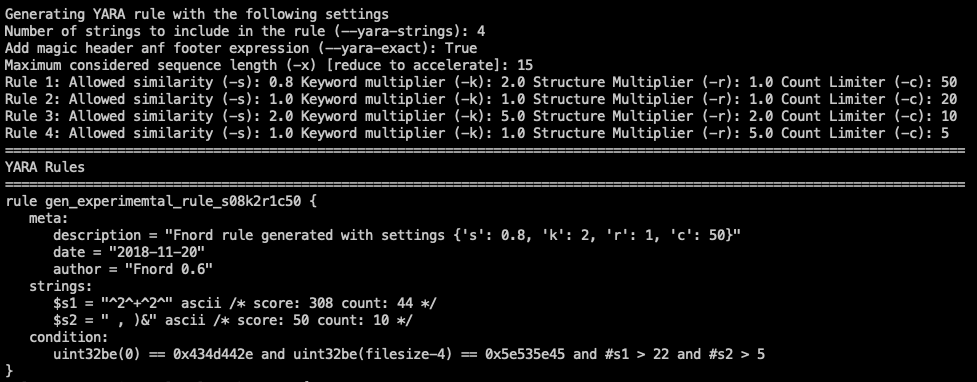 Generating YARA rule with the following settings
Number of strings to include in the rule (--yara-strings): 4
Add magic header anf footer expression (--yara-exact): True
Maximum considered sequence length (-x) [reduce to accelerate]: 15
Rule 1: Allowed similarity (-s): 0.8 Keyword multiplier (-k): 2.0 Structure Multiplier (-r): 1.0 Count Limiter (-c): 50
Rule 2: Allowed similarity (-s): 1.0 Keyword multiplier (-k): 1.0 Structure Multiplier (-r): 1.0 Count Limiter (-c): 20
Rule 3: Allowed similarity (-s): 2.0 Keyword multiplier (-k): 5.0 Structure Multiplier (-r): 2.0 Count Limiter (-c): 10
Rule 4: Allowed similarity (-s): 1.0 Keyword multiplier (-k): 1.0 Structure Multiplier (-r): 5.0 Count Limiter (-c): 5
========================================================================================================================
YARA Rules
========================================================================================================================
rule gen_experimemtal_rule_s08k2r1c50 {
   meta:
      description = "Fnord rule generated with settings {'s': 0.8, 'k': 2, 'r': 1, 'c': 50}"
      date = "2018-11-20"
      author = "Fnord 0.6"
   strings:
      $s1 = "^2^+^2^" ascii /* score: 308 count: 44 */
      $s2 = " , )&" ascii /* score: 50 count: 10 */
   condition:
      uint32be(0) == 0x434d442e and uint32be(filesize-4) == 0x5e535e45 and #s1 > 22 and #s2 > 5
}